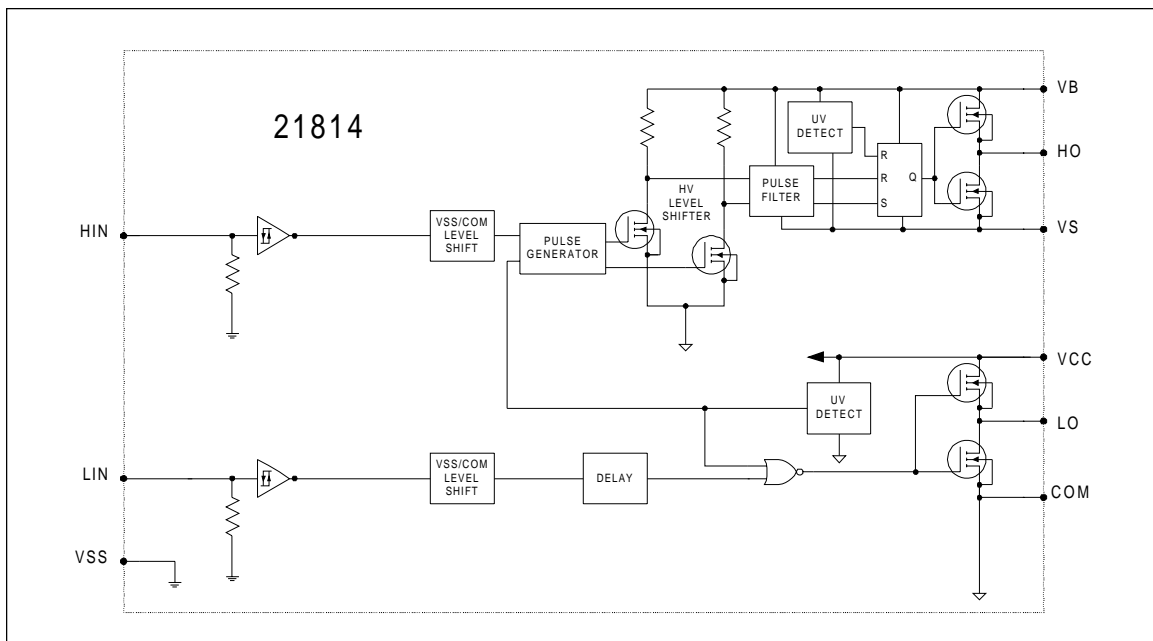 21814
VB
UV
DETECT
HO
R
R
Q
S
PULSE
FILTER
HV
LEVEL
SHIFTER
VS
HIN
VSS/COM
LEVEL
SHIFT
PULSE
GENERATOR
VCC
UV
DETECT
LO
LIN
VSS/COM
LEVEL
SHIFT
DELAY
COM
VSS